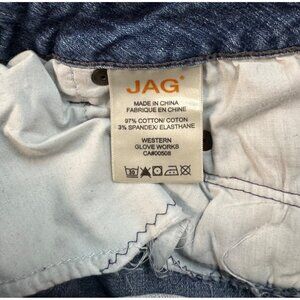 JAG
MADE IN CHINA
FABRIQUE EN CHINE
97% COTTON/ COTON
3% SPANDEX/ ELASTHANE
WESTERN
GLOVE WORKS
CA#00508